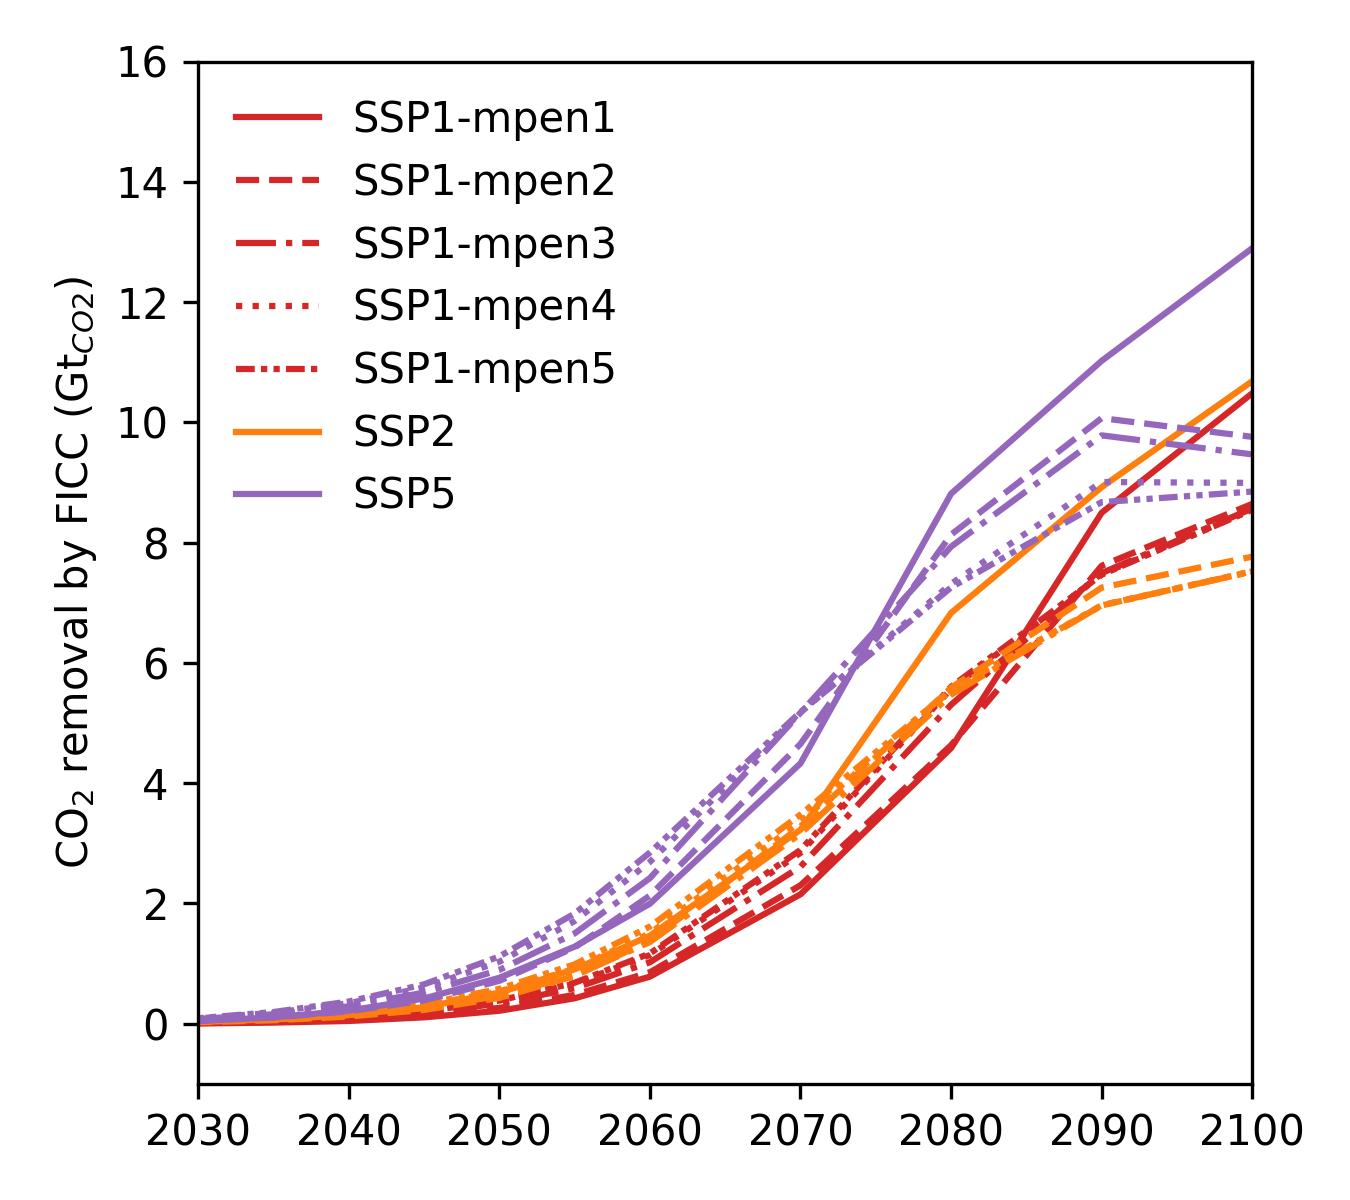 CO₂ removal by FICC (Gt_CO2)
16
14
12
10
8
6
4
2
0
SSP1-mpen1
SSP1-mpen2
SSP1-mpen3
SSP1-mpen4
SSP1-mpen5
SSP2
SSP5
2030 2040 2050 2060 2070 2080 2090 2100